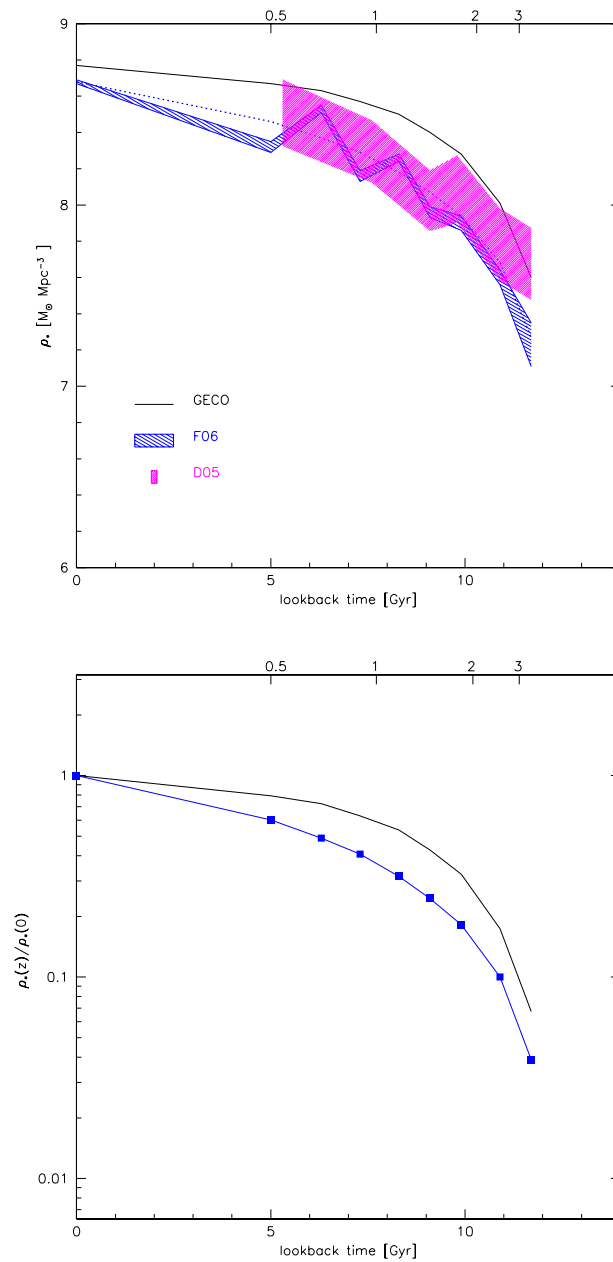 0.5 1 2 3
9
8
7
6
ρ* [M⊙ Mpc⁻³ ]
GECO
F06
D05
0 5 10
lookback time [Gyr]
0.5 1 2 3
1
0.1
0.01
ρ*(z)/ρ*(0)
0 5 10
lookback time [Gyr]